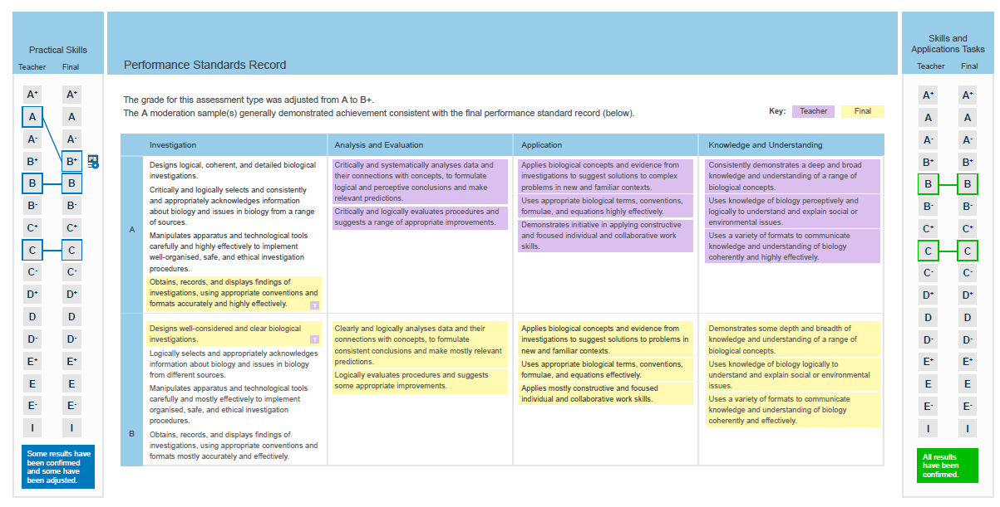 Practical Skills
Teacher Final
A+ A+
A A
A- A-
B+ B+
PS
B B
B- B-
C+ C+
C C
C- C-
D+ D+
D D
D- D-
E+ E+
E E
E- E-
I I
Some results have
been confirmed
and some have
been adjusted.
Performance Standards Record
The grade for this assessment type was adjusted from A to B+.
The A moderation sample(s) generally demonstrated achievement consistent with the final performance standard record (below).
Key: Teacher Final
Investigation
Analysis and Evaluation
Application
Knowledge and Understanding
A
Designs logical, coherent, and detailed biological
investigations.
Critically and logically selects and consistently
and appropriately acknowledges information
about biology and issues in biology from a range
of sources.
Manipulates apparatus and technological tools
carefully and highly effectively to implement
well-organised, safe, and ethical investigation
procedures.
Obtains, records, and displays findings of
investigations, using appropriate conventions and
formats accurately and highly effectively.
T
Critically and systematically analyses data and
their connections with concepts, to formulate
logical and perceptive conclusions and make
relevant predictions.
Critically and logically evaluates procedures and
suggests a range of appropriate improvements.
Applies biological concepts and evidence from
investigations to suggest solutions to complex
problems in new and familiar contexts.
Uses appropriate biological terms, conventions,
formulae, and equations highly effectively.
Demonstrates initiative in applying constructive
and focused individual and collaborative work
skills.
Consistently demonstrates a deep and broad
knowledge and understanding of a range of
biological concepts.
Uses knowledge of biology perceptively and
logically to understand and explain social or
environmental issues.
Uses a variety of formats to communicate
knowledge and understanding of biology
coherently and highly effectively.
B
Designs well-considered and clear biological
investigations.
T
Logically selects and appropriately acknowledges
information about biology and issues in biology
from different sources.
Manipulates apparatus and technological tools
carefully and mostly effectively to implement
organised, safe, and ethical investigation
procedures.
Obtains, records, and displays findings of
investigations, using appropriate conventions and
formats mostly accurately and effectively.
Clearly and logically analyses data and their
connections with concepts, to formulate
consistent conclusions and make mostly relevant
predictions.
Logically evaluates procedures and suggests
some appropriate improvements.
Applies biological concepts and evidence from
investigations to suggest solutions to problems in
new and familiar contexts.
Uses appropriate biological terms, conventions,
formulae, and equations effectively.
Applies mostly constructive and focused
individual and collaborative work skills.
Demonstrates some depth and breadth of
knowledge and understanding of a range of
biological concepts.
Uses knowledge of biology logically to
understand and explain social or environmental
issues.
Uses a variety of formats to communicate
knowledge and understanding of biology
coherently and effectively.
Skills and
Applications Tasks
Teacher Final
A+ A+
A A
A- A-
B+ B+
B B
B- B-
C+ C+
C C
C- C-
D+ D+
D D
D- D-
E+ E+
E E
E- E-
I I
All results
have been
confirmed.